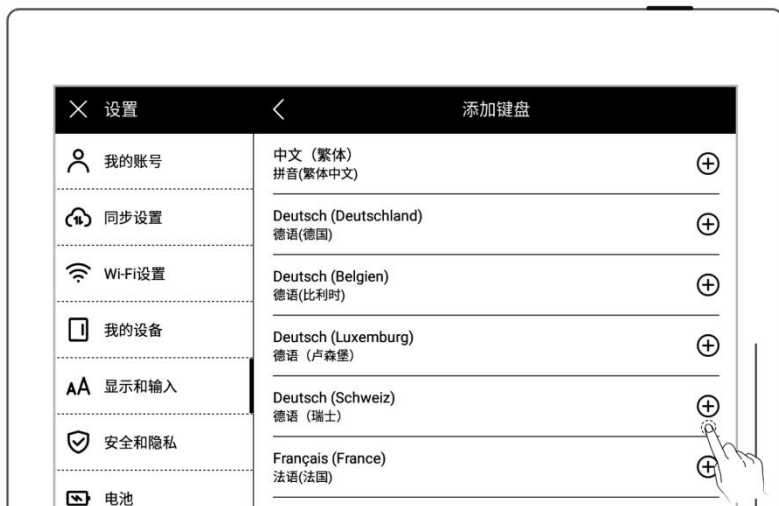 设置
我的账号
同步设置
Wi-Fi设置
我的设备
显示和输入
安全和隐私
电池
添加键盘
中文（繁体）
拼音(繁体中文)
Deutsch (Deutschland)
德语(德国)
Deutsch (Belgien)
德语(比利时)
Deutsch (Luxemburg)
德语（卢森堡）
Deutsch (Schweiz)
德语（瑞士）
Français (France)
法语(法国)